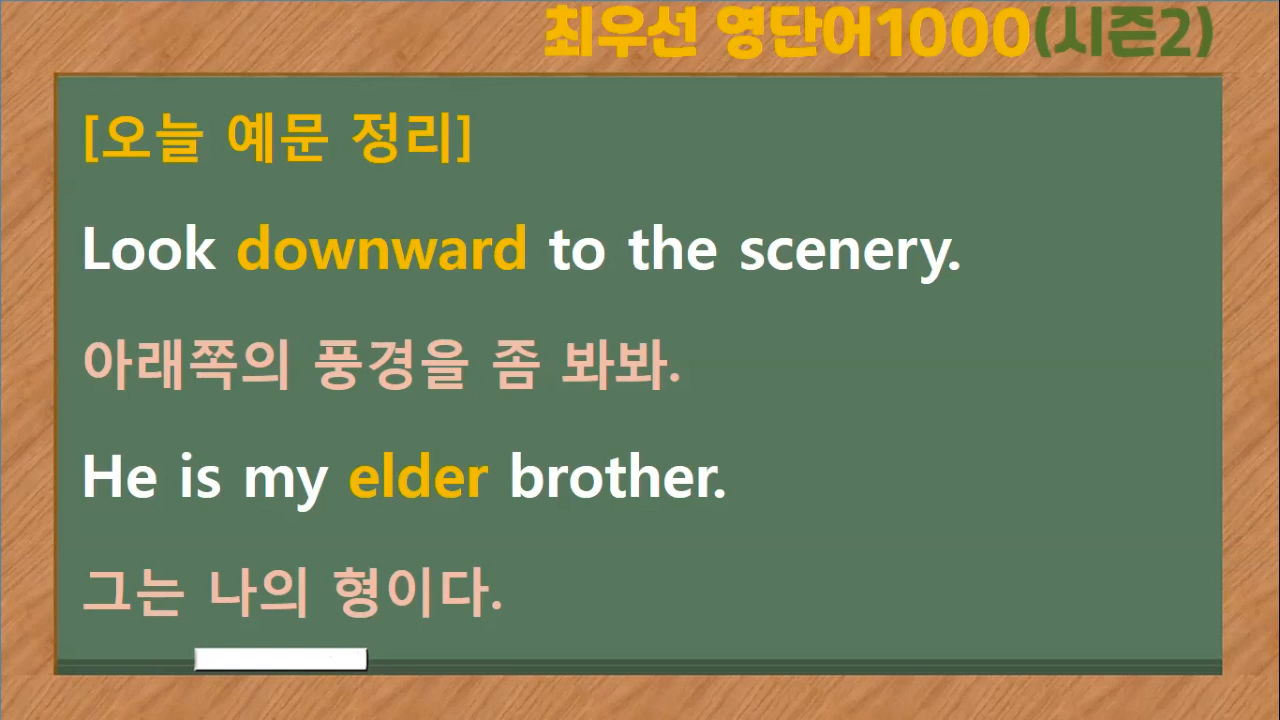 최우선 영단어1000(시즌2)
[오늘 예문 정리]
Look downward to the scenery.
아래쪽의 풍경을 좀 봐봐.
He is my elder brother.
그는 나의 형이다.